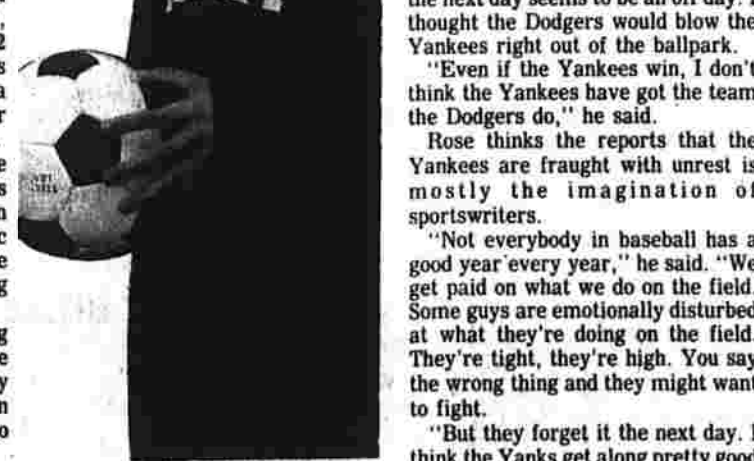 2
s
a
r
e
s
n
c
e
g
g
e
y
n
o
the next day seems to be an off day. I
thought the Dodgers would blow the
Yankees right out of the ballpark.
"Even if the Yankees win, I don't
think the Yankees have got the team
the Dodgers do," he said.
Rose thinks the reports that the
Yankees are fraught with unrest is
mostly the imagination of
sportswriters.
"Not everybody in baseball has a
good year every year," he said. "We
get paid on what we do on the field.
Some guys are emotionally disturbed
at what they're doing on the field.
They're tight, they're high. You say
the wrong thing and they might want
to fight.
"But they forget it the next day. I
think the Yanks get along pretty good